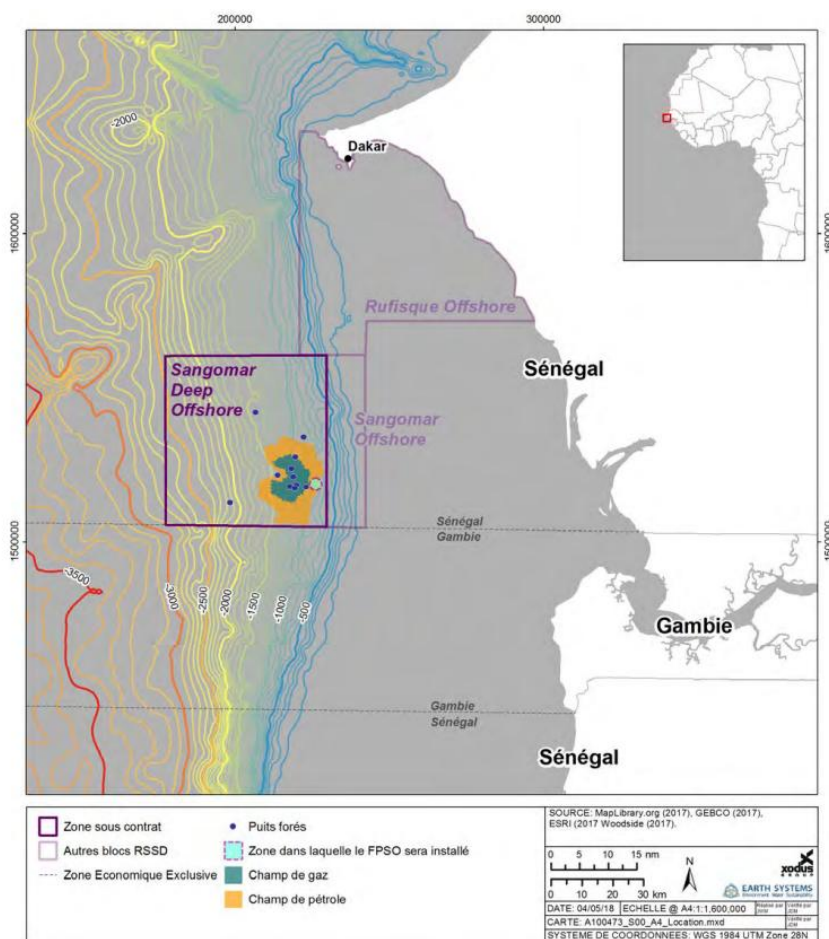 200000
300000
-2000
Dakar
1600000
1600000
Rufisque Offshore
Sénégal
Sangomar
Deep
Offshore
Sangomar
Offshore
Sénégal
Gambie
1500000
1500000
-3500
-3000
-2500
-2000
-1500
-1000
-500
Gambie
Gambie
Sénégal
Sénégal
Zone sous contrat
Autres blocs RSSD
Zone Economique Exclusive
Puits forés
Zone dans laquelle le FPSO sera installé
Champ de gaz
Champ de pétrole
SOURCE: MapLibrary.org (2017), GEBCO (2017),
ESRI (2017 Woodside (2017).
0 5 10 15 nm
0 10 20 30 km
N
xodus
GROUP
EARTH SYSTEMS
DATE: 04/05/18
ECHELLE @ A4:1:1,600,000
CARTE: A100473_S00_A4_Location.mxd
SYSTEME DE COORDONNEES: WGS 1984 UTM Zone 28N